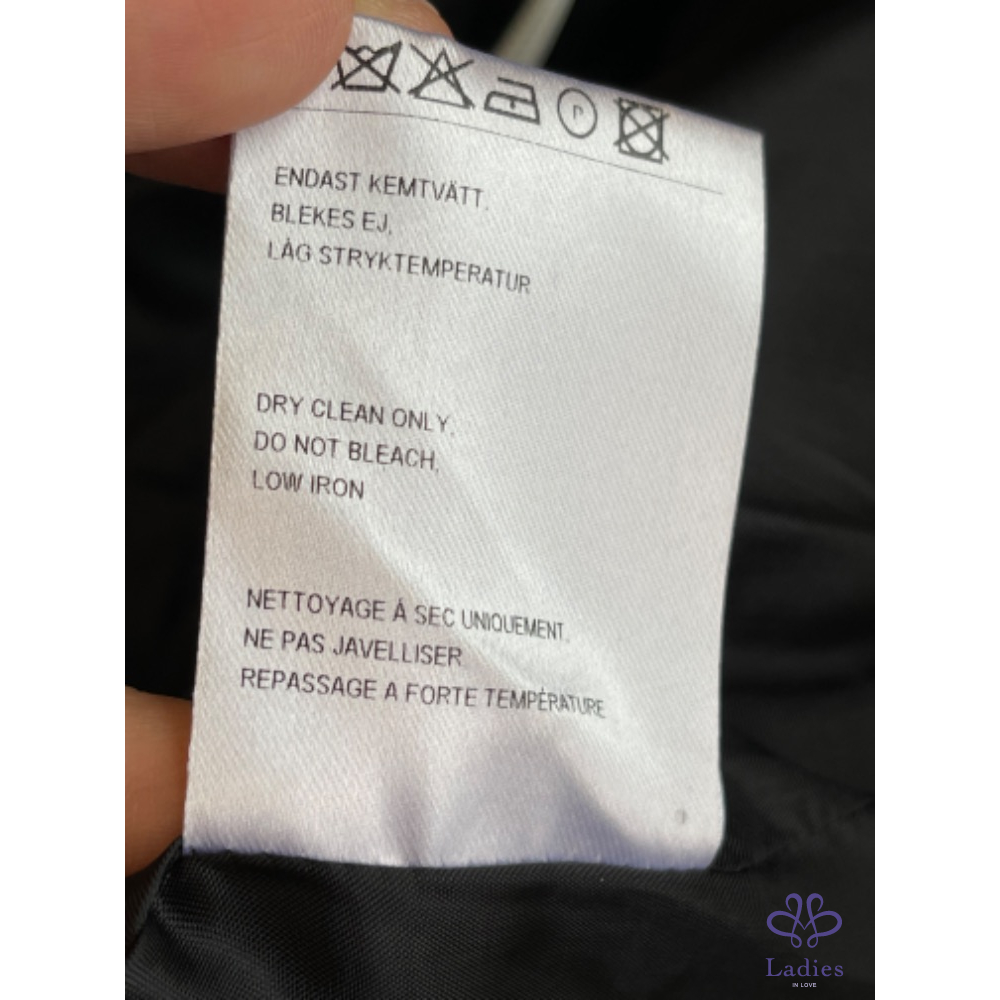 P
ENDAST KEMTVÄTT,
BLEKES EJ,
LÅG STRYKTEMPERATUR
DRY CLEAN ONLY,
DO NOT BLEACH,
LOW IRON
NETTOYAGE À SEC UNIQUEMENT,
NE PAS JAVELLISER
REPASSAGE A FORTE TEMPÉRATURE
Ladies
IN LOVE